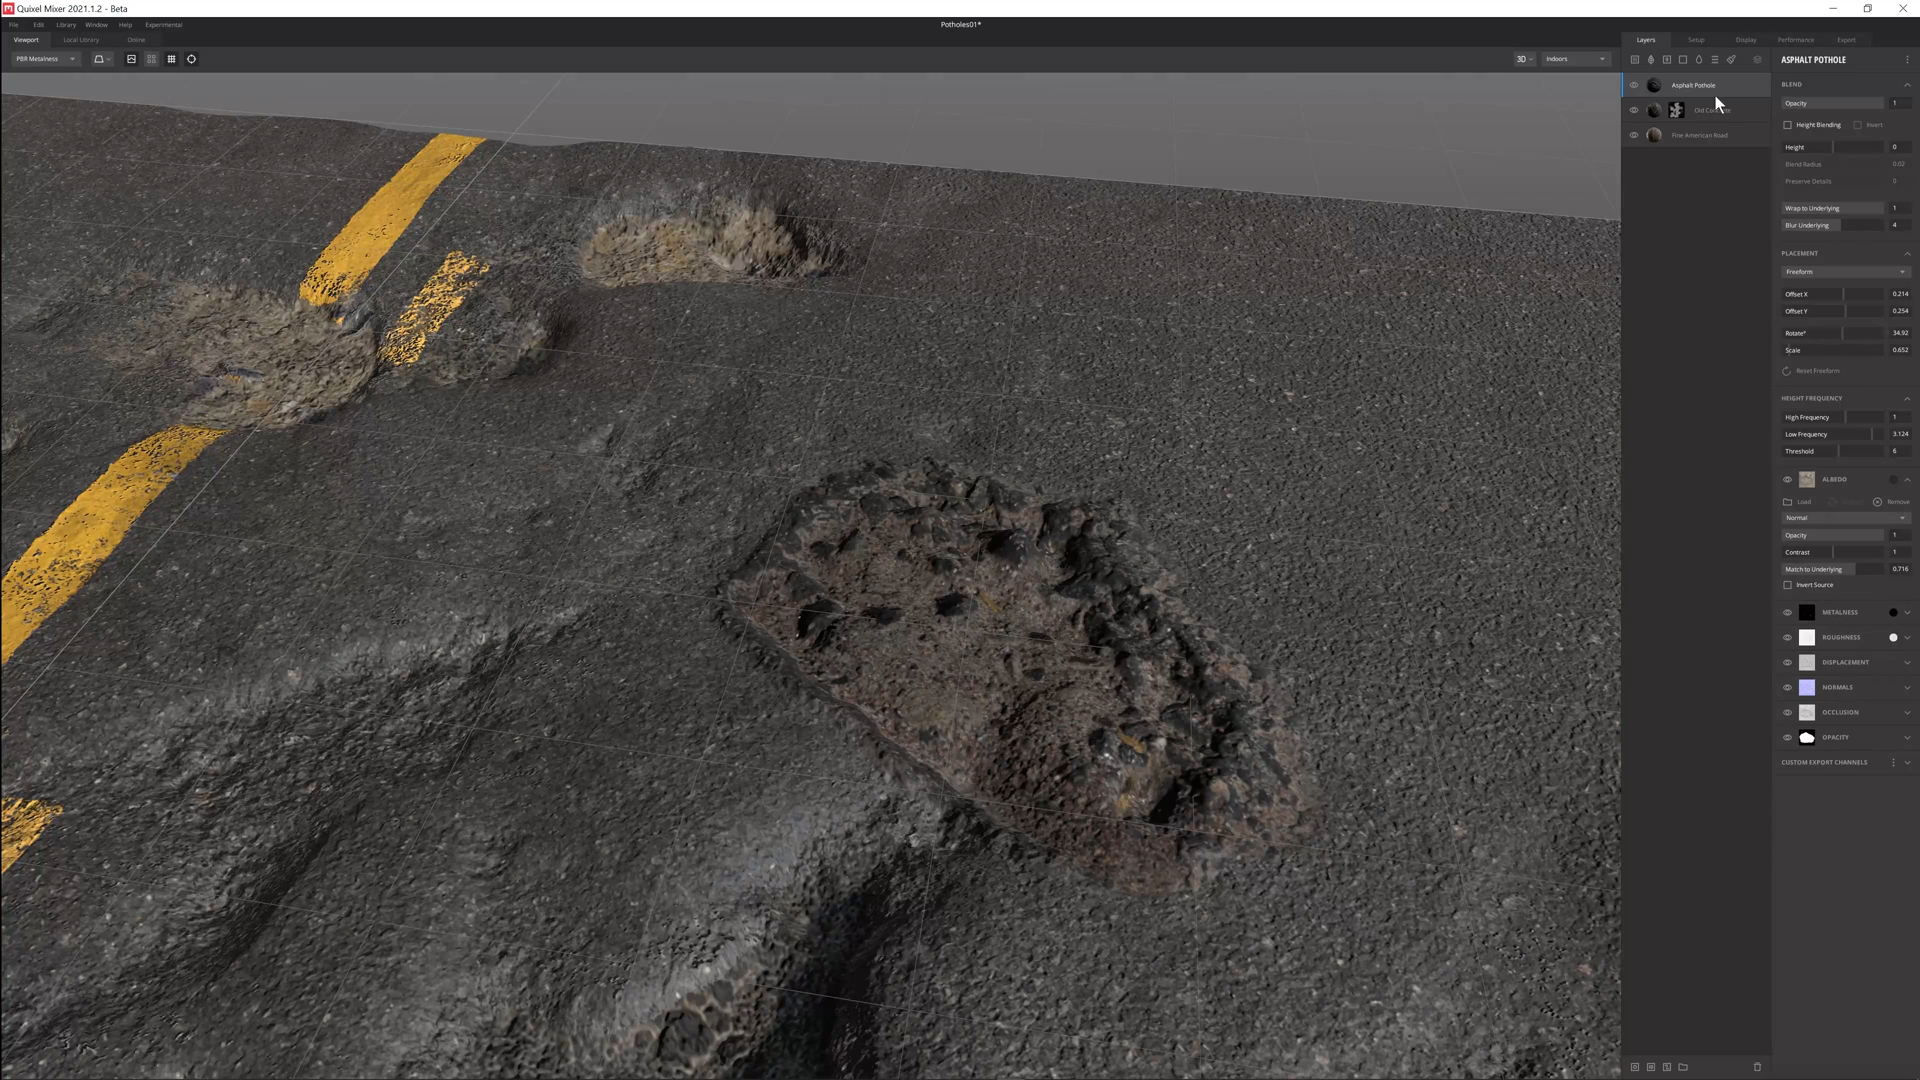 Quixel Mixer 2021.1.2 - Beta
File Edit Library Window Help Experimental
Potholes01*
Viewport Local Library Online
Layers Setup Display Performance Export
PBR Metalness
3D
Indoors
Asphalt Pothole
Fine American Road
ASPHALT POTHOLE
BLEND
Opacity 1
Height Blending Invert
Height 0
Blend Radius 0.02
Preserve Details 0
Wrap to Underlying 1
Blur Underlying 4
PLACEMENT
Freeform
Offset X 0.214
Offset Y 0.254
Rotate° 34.92
Scale 0.652
Reset Freeform
HEIGHT FREQUENCY
High Frequency 1
Low Frequency 3.124
Threshold 6
ALBEDO
Load Remove
Normal
Opacity 1
Contrast 1
Match to Underlying 0.716
Invert Source
METALNESS
ROUGHNESS
DISPLACEMENT
NORMALS
OCCLUSION
OPACITY
CUSTOM EXPORT CHANNELS